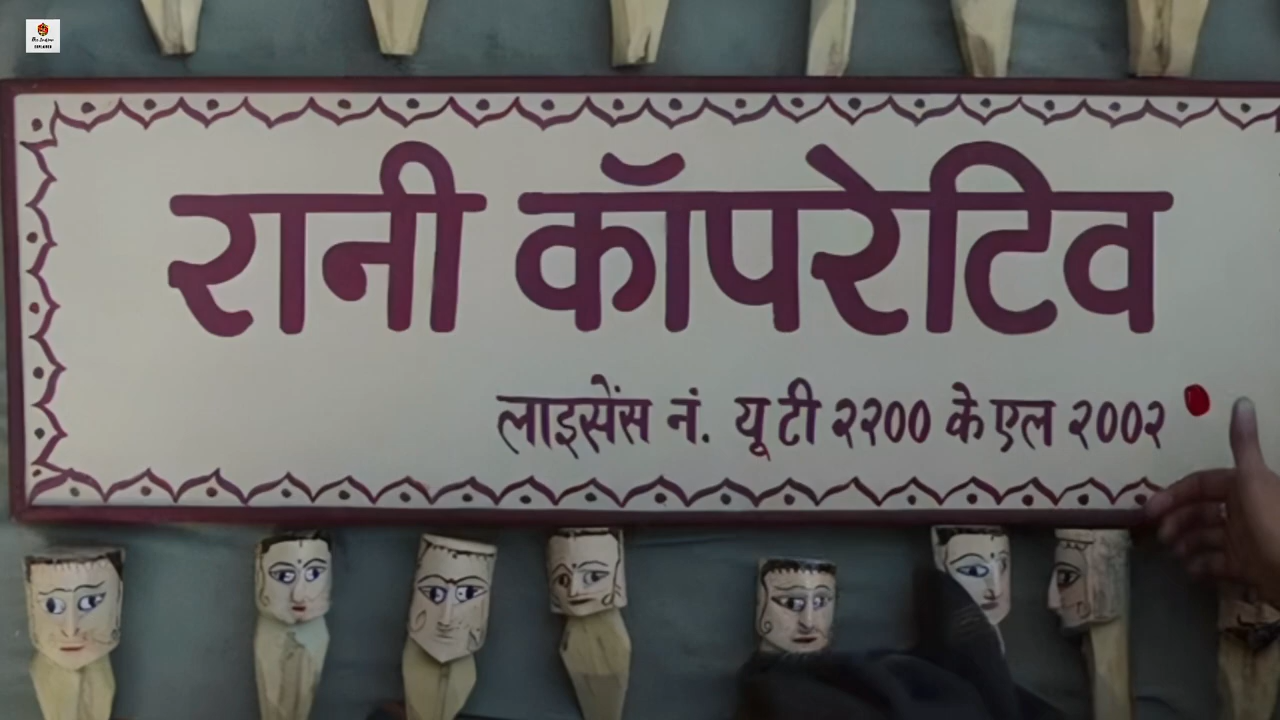 रानी कॉपरेटिव
लाइसेंस नं. यू टी २२०० के एल २००२